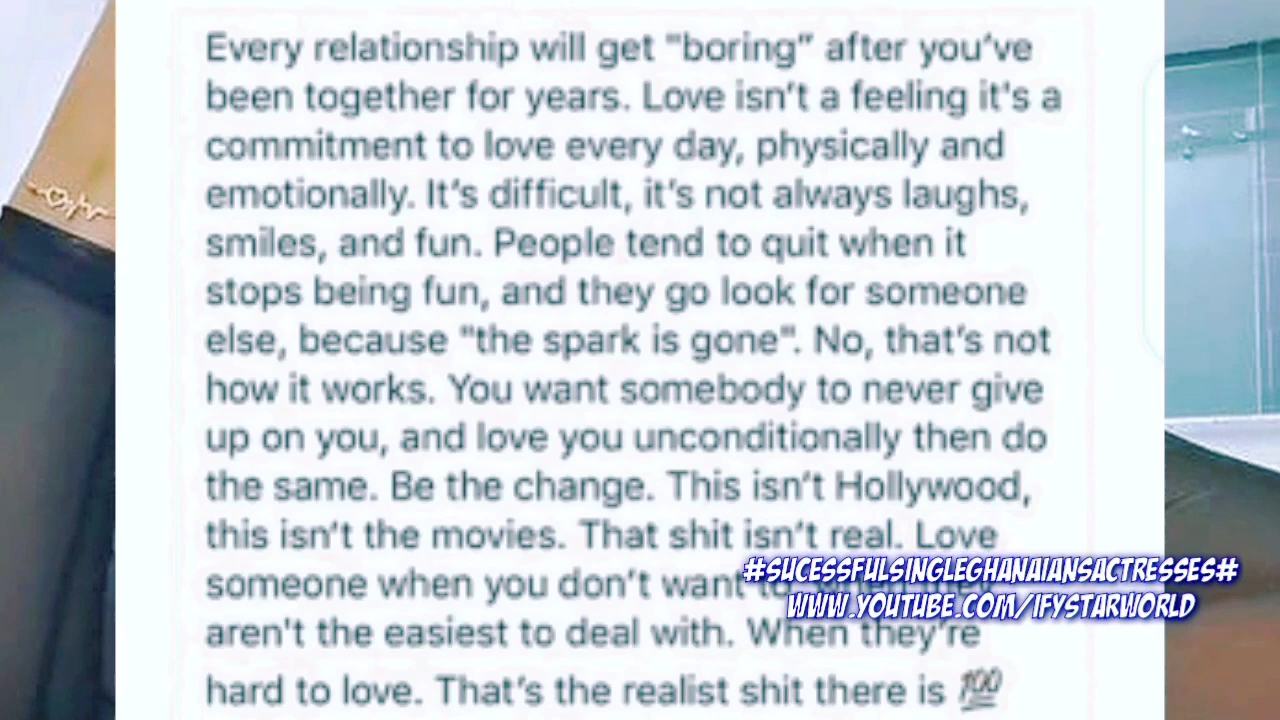 Every relationship will get "boring" after you've
been together for years. Love isn't a feeling it's a
commitment to love every day, physically and
emotionally. It's difficult, it's not always laughs,
smiles, and fun. People tend to quit when it
stops being fun, and they go look for someone
else, because "the spark is gone". No, that's not
how it works. You want somebody to never give
up on you, and love you unconditionally then do
the same. Be the change. This isn't Hollywood,
this isn't the movies. That shit isn't real. Love
someone when you don't want to
aren't the easiest to deal with. When they're
hard to love. That's the realist shit there is 💯
#SUCESSFULSINGLEGHANAIANSACTRESSES#
WWW.YOUTUBE.COM/IFYSTARWORLD